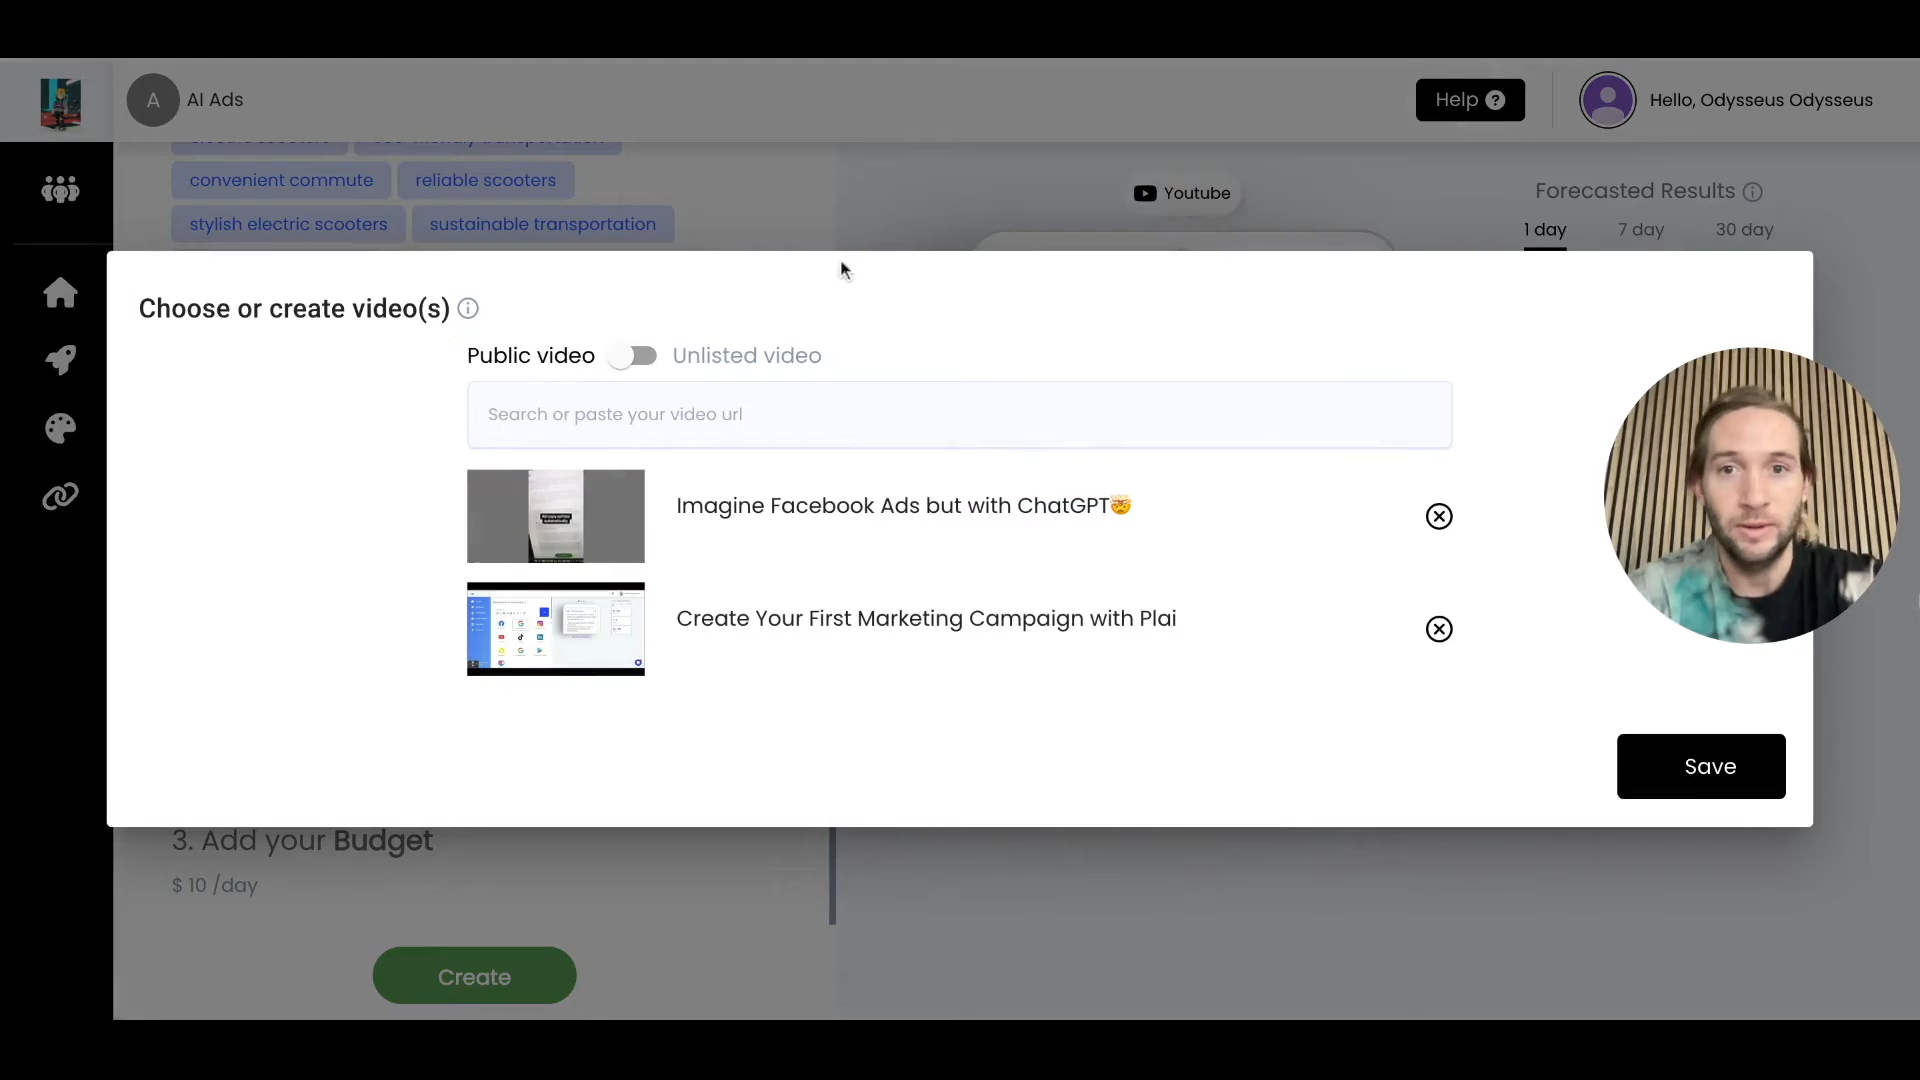 A AI Ads
Help ?
Hello, Odysseus Odysseus
convenient commute
reliable scooters
stylish electric scooters
sustainable transportation
Youtube
Forecasted Results
1 day
7 day
30 day
Choose or create video(s)
Public video
Unlisted video
Search or paste your video url
Imagine Facebook Ads but with ChatGPT🤯
Create Your First Marketing Campaign with Plai
Save
3. Add your Budget
$ 10 /day
Create